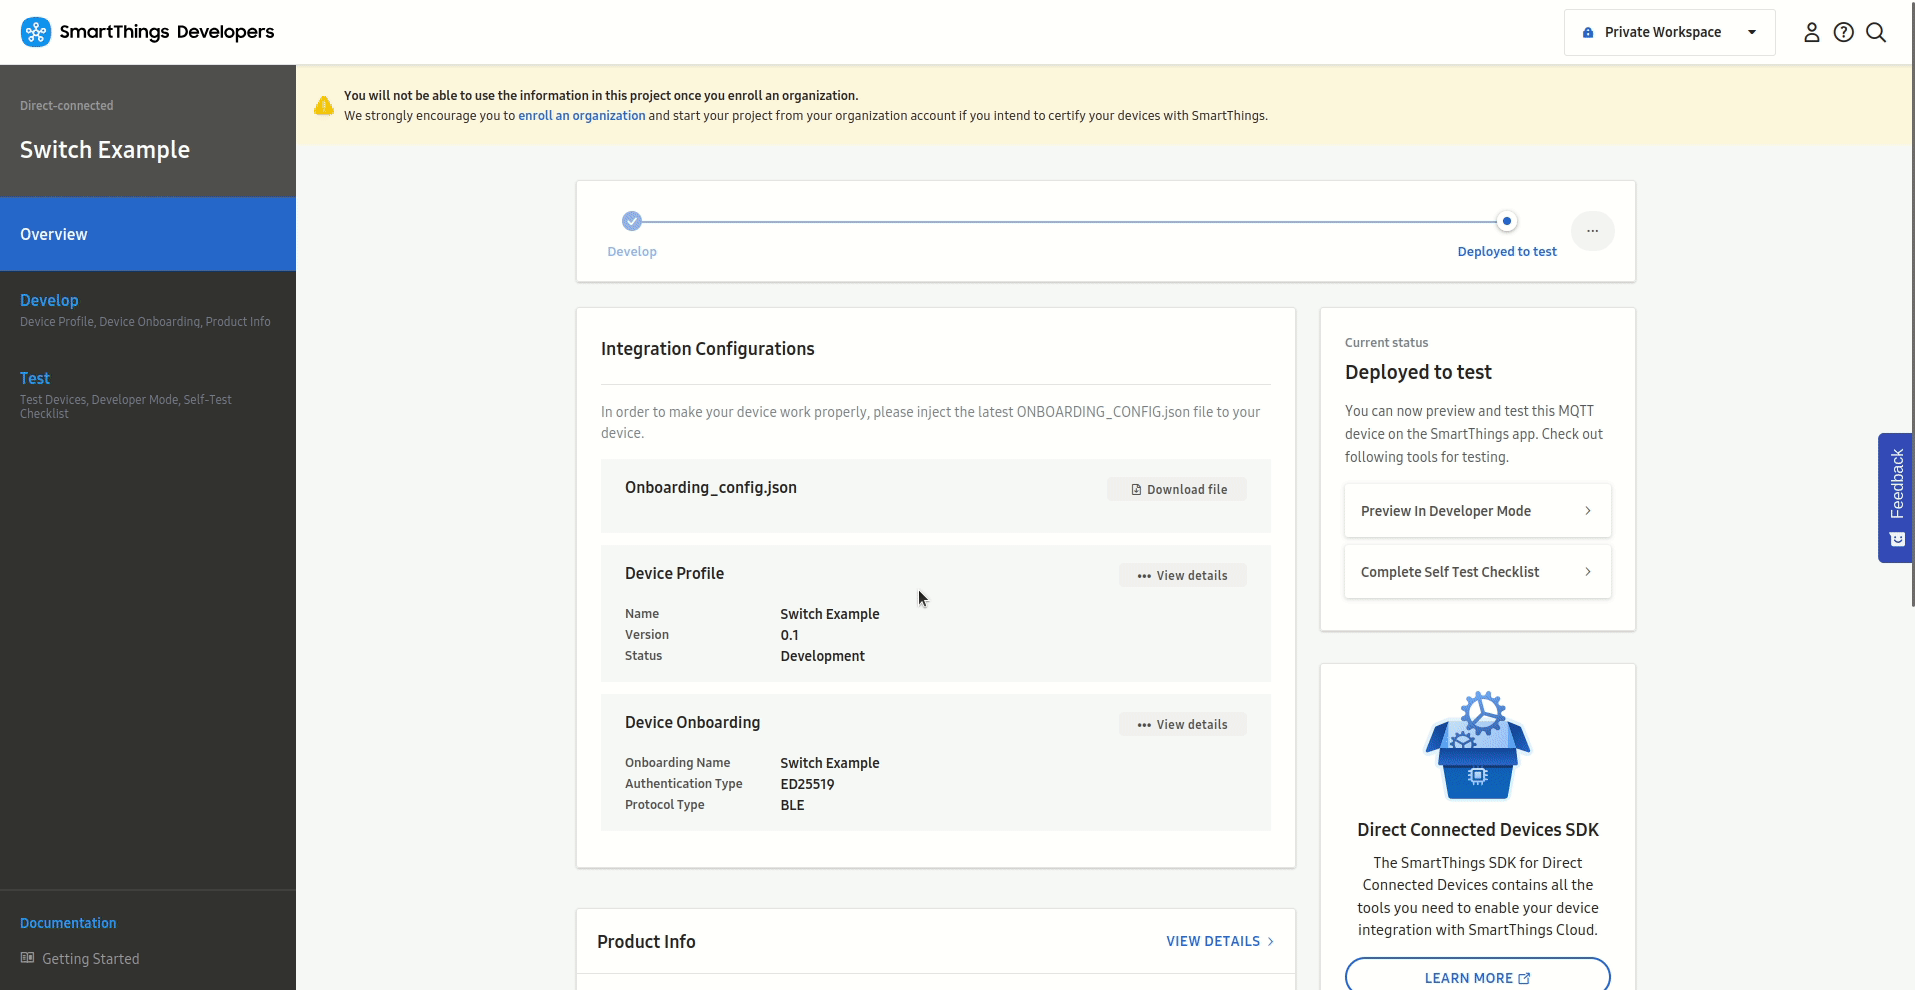 SmartThings Developers
Private Workspace
Direct-connected
Switch Example
Overview
Develop
Device Profile, Device Onboarding, Product Info
Test
Test Devices, Developer Mode, Self-Test
Checklist
Documentation
Getting Started
You will not be able to use the information in this project once you enroll an organization.
We strongly encourage you to enroll an organization and start your project from your organization account if you intend to certify your devices with SmartThings.
Develop
Deployed to test
...
Integration Configurations
In order to make your device work properly, please inject the latest ONBOARDING_CONFIG.json file to your
device.
Onboarding_config.json
Download file
Device Profile
••• View details
Name Switch Example
Version 0.1
Status Development
Device Onboarding
••• View details
Onboarding Name Switch Example
Authentication Type ED25519
Protocol Type BLE
Product Info
VIEW DETAILS >
Current status
Deployed to test
You can now preview and test this MQTT
device on the SmartThings app. Check out
following tools for testing.
Preview In Developer Mode
Complete Self Test Checklist
Direct Connected Devices SDK
The SmartThings SDK for Direct
Connected Devices contains all the
tools you need to enable your device
integration with SmartThings Cloud.
LEARN MORE
Feedback